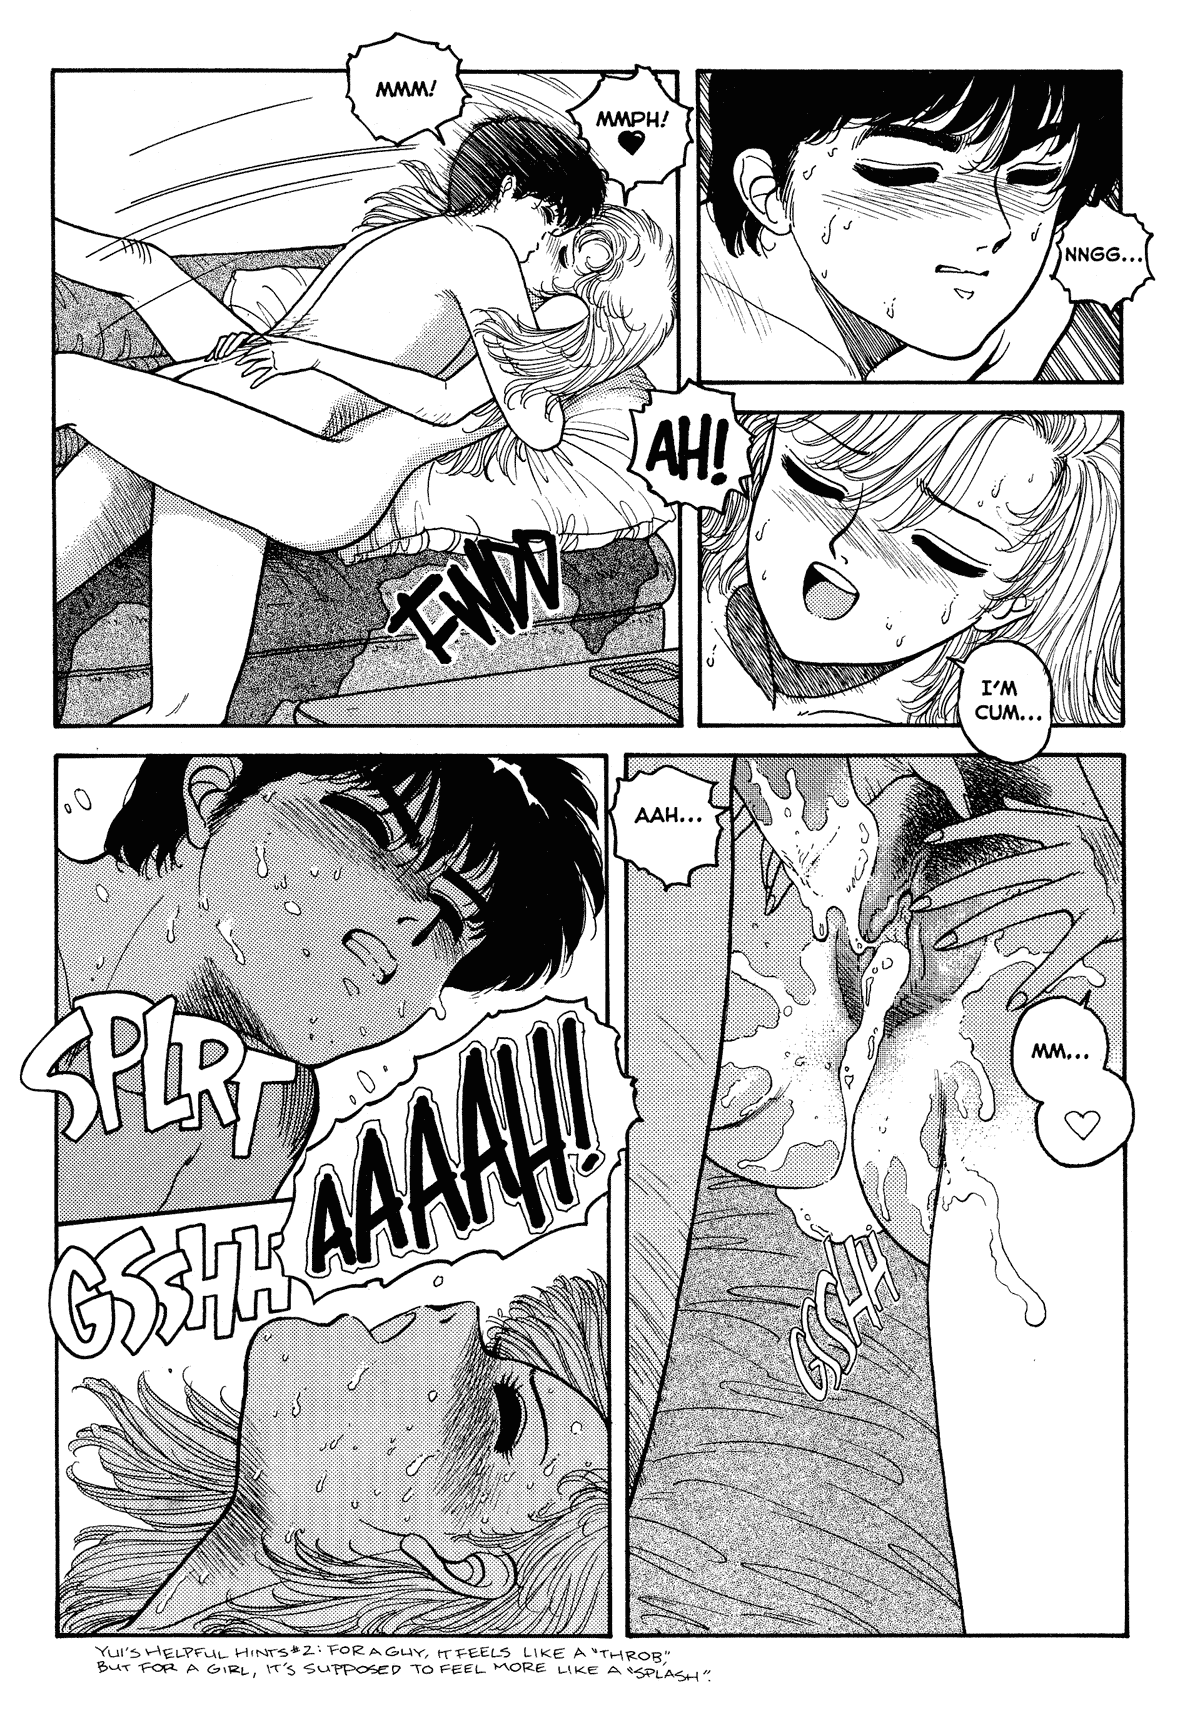 MMM!
MMPH!
NNGG...
AH!
FWDD
I'M
CUM...
SPLRT
AAAAH!
GSSSHH
AAH...
MM...
GSSHH
YUI'S HELPFUL HINTS #2: FOR A GUY, IT FEELS LIKE A "THROB,"
BUT FOR A GIRL, IT'S SUPPOSED TO FEEL MORE LIKE A "SPLASH".